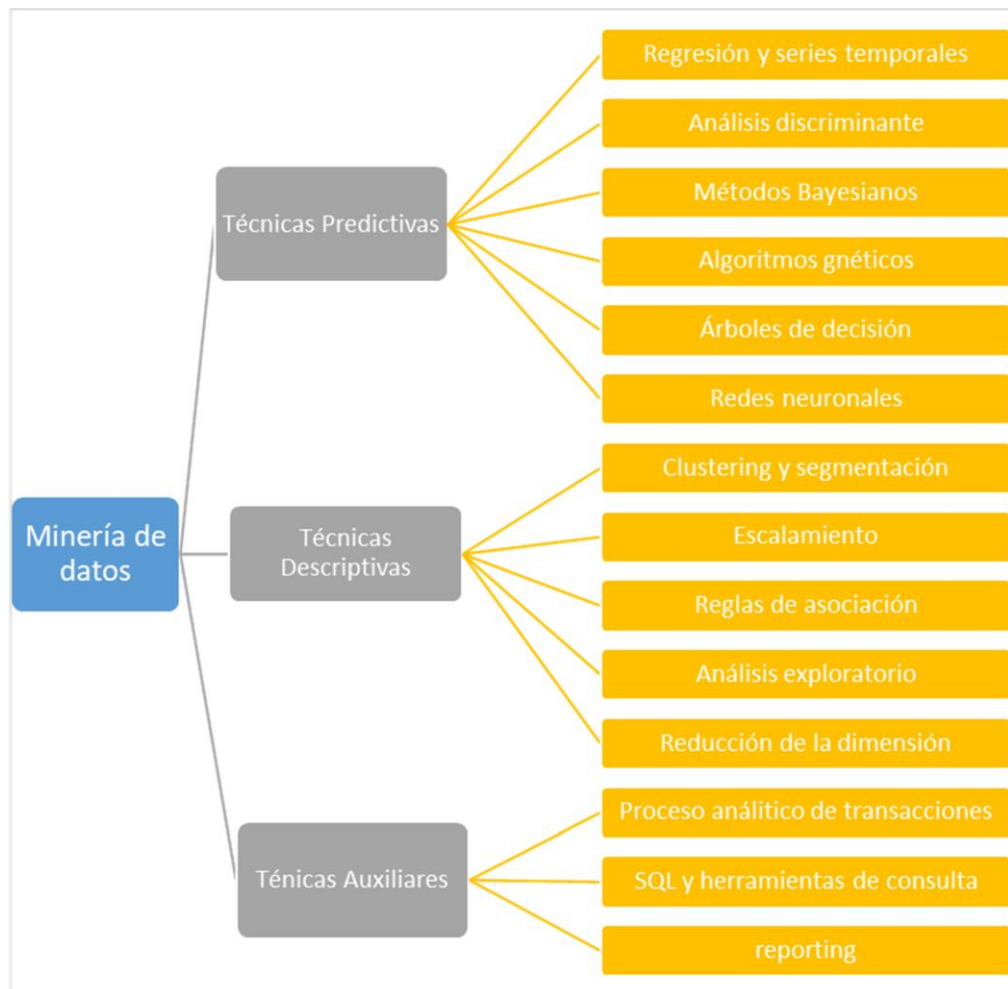 Minería de
datos
Técnicas Predictivas
Regresión y series temporales
Análisis discriminante
Métodos Bayesianos
Algoritmos gnéticos
Árboles de decisión
Redes neuronales
Técnicas
Descriptivas
Clustering y segmentación
Escalamiento
Reglas de asociación
Análisis exploratorio
Reducción de la dimensión
Ténicas Auxiliares
Proceso análitico de transacciones
SQL y herramientas de consulta
reporting